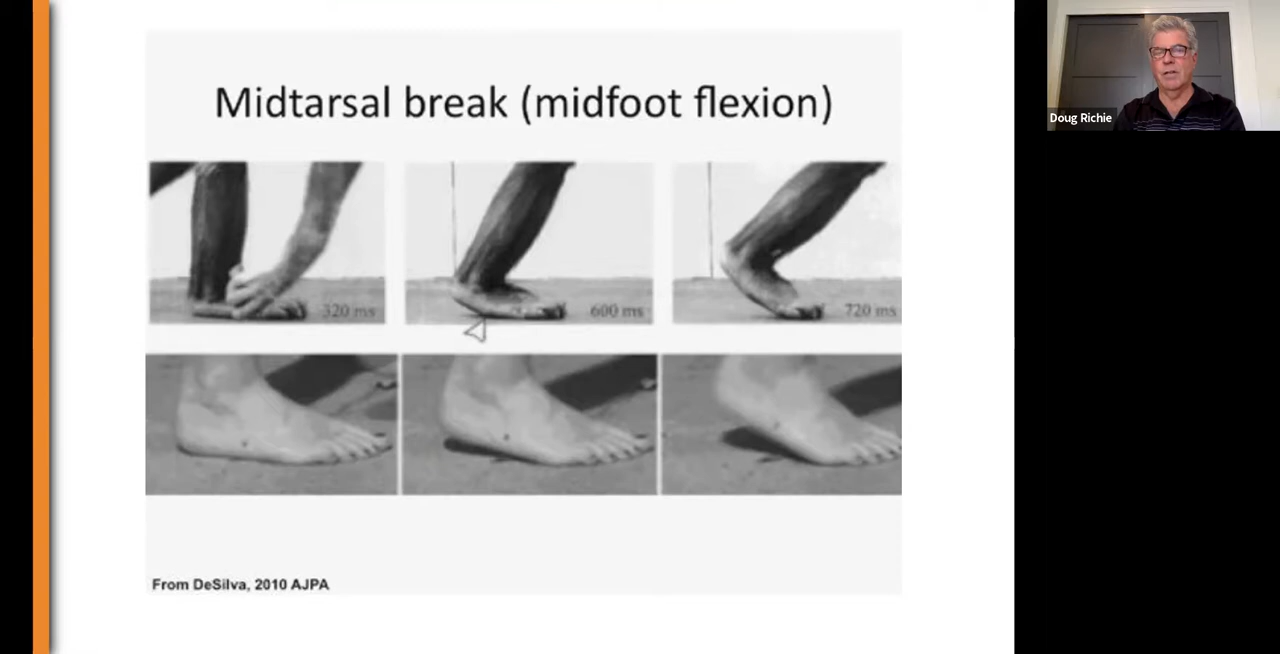 Midtarsal break (midfoot flexion)
320 ms
600 ms
720 ms
From DeSilva, 2010 AJPA
Doug Richie